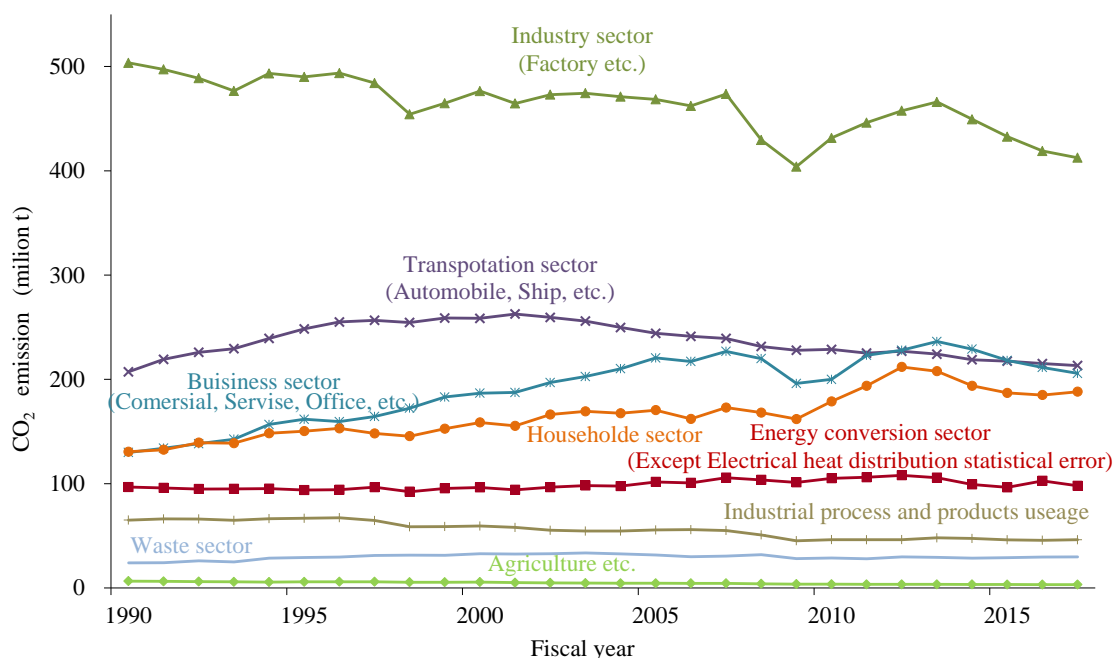 Industry sector
(Factory etc.)
500
400
300
200
100
0
CO2 emission (milion t)
Transpotation sector
(Automobile, Ship, etc.)
Buisiness sector
(Comersial, Servise, Office, etc.)
Householde sector
Energy conversion sector
(Except Electrical heat distribution statistical error)
Industrial process and products useage
Waste sector
Agriculture etc.
1990
1995
2000
2005
2010
2015
Fiscal year